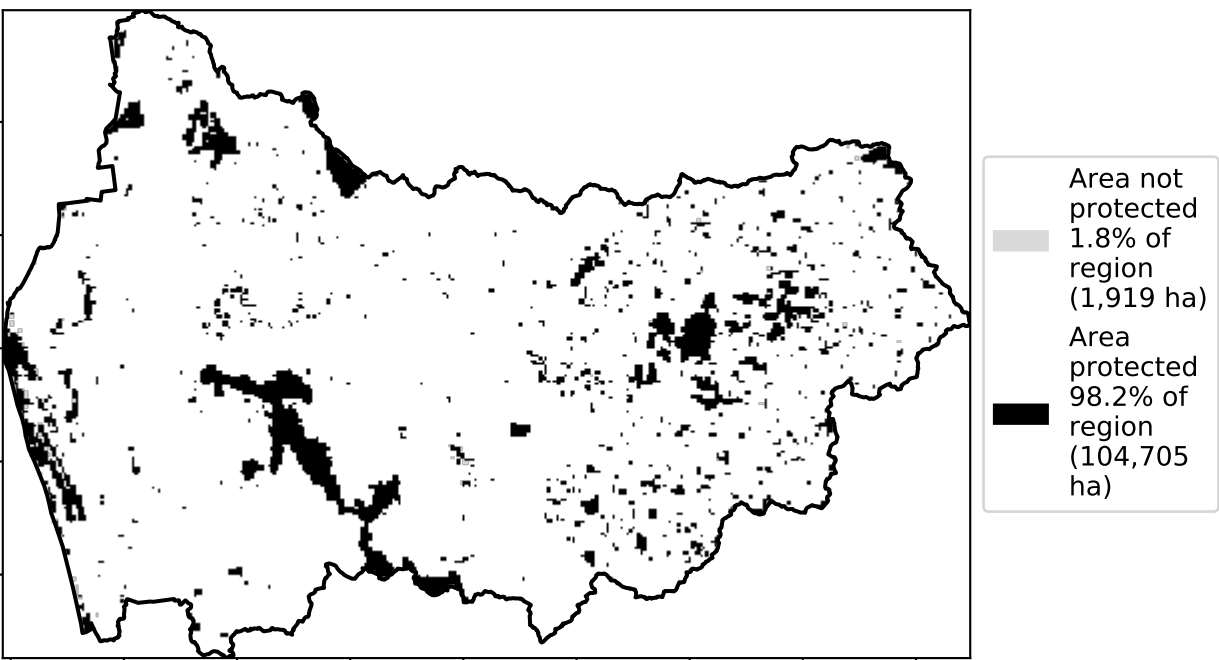 Area not
protected
1.8% of
region
(1,919 ha)
Area
protected
98.2% of
region
(104,705
ha)